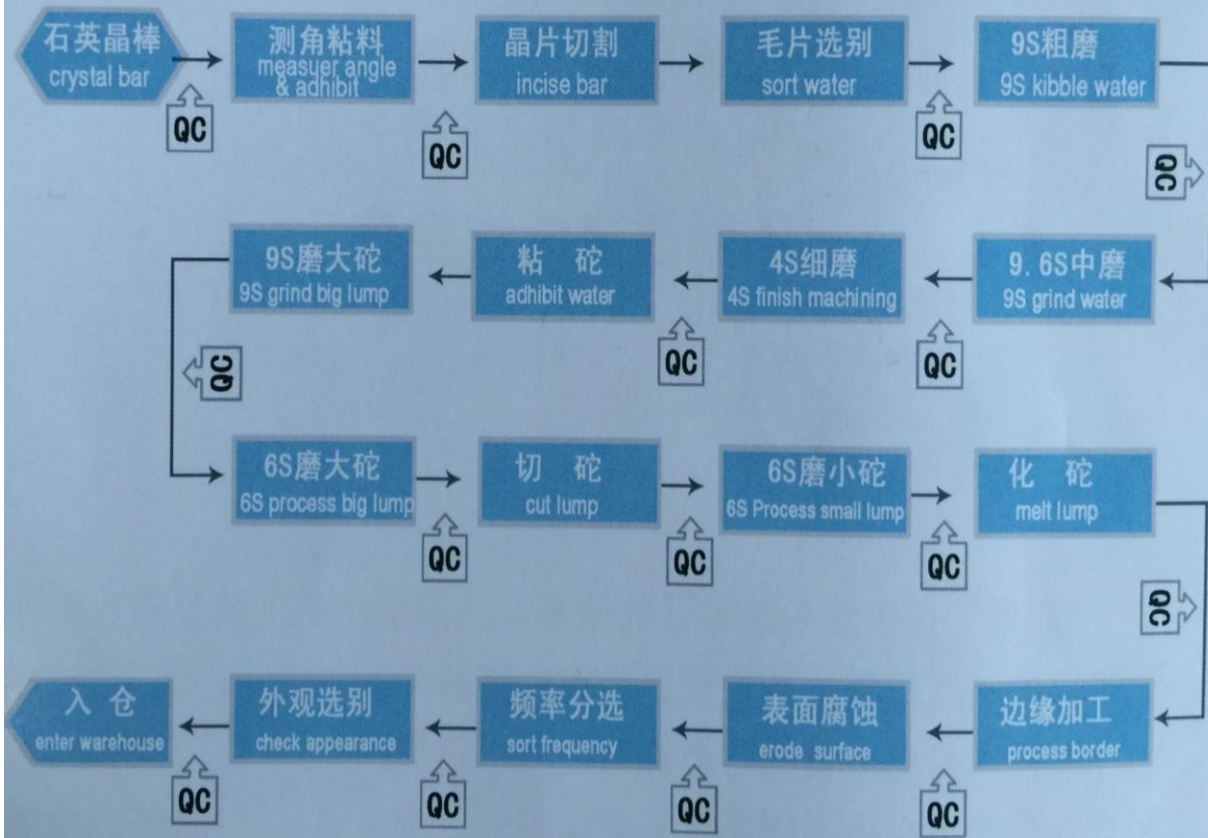 石英晶棒
crystal bar
QC
测角粘料
measuer angle
& adhibit
QC
晶片切割
incise bar
毛片选别
sort water
QC
9S粗磨
9S kibble water
QC
9.6S中磨
9S grind water
QC
4S细磨
4S finish machining
QC
粘 砣
adhibit water
9S磨大砣
9S grind big lump
QC
6S磨大砣
6S process big lump
QC
切 砣
cut lump
QC
6S磨小砣
6S Process small lump
QC
化 砣
melt lump
QC
边缘加工
process border
QC
表面腐蚀
erode surface
QC
频率分选
sort frequency
QC
外观选别
check appearance
QC
入 仓
enter warehouse